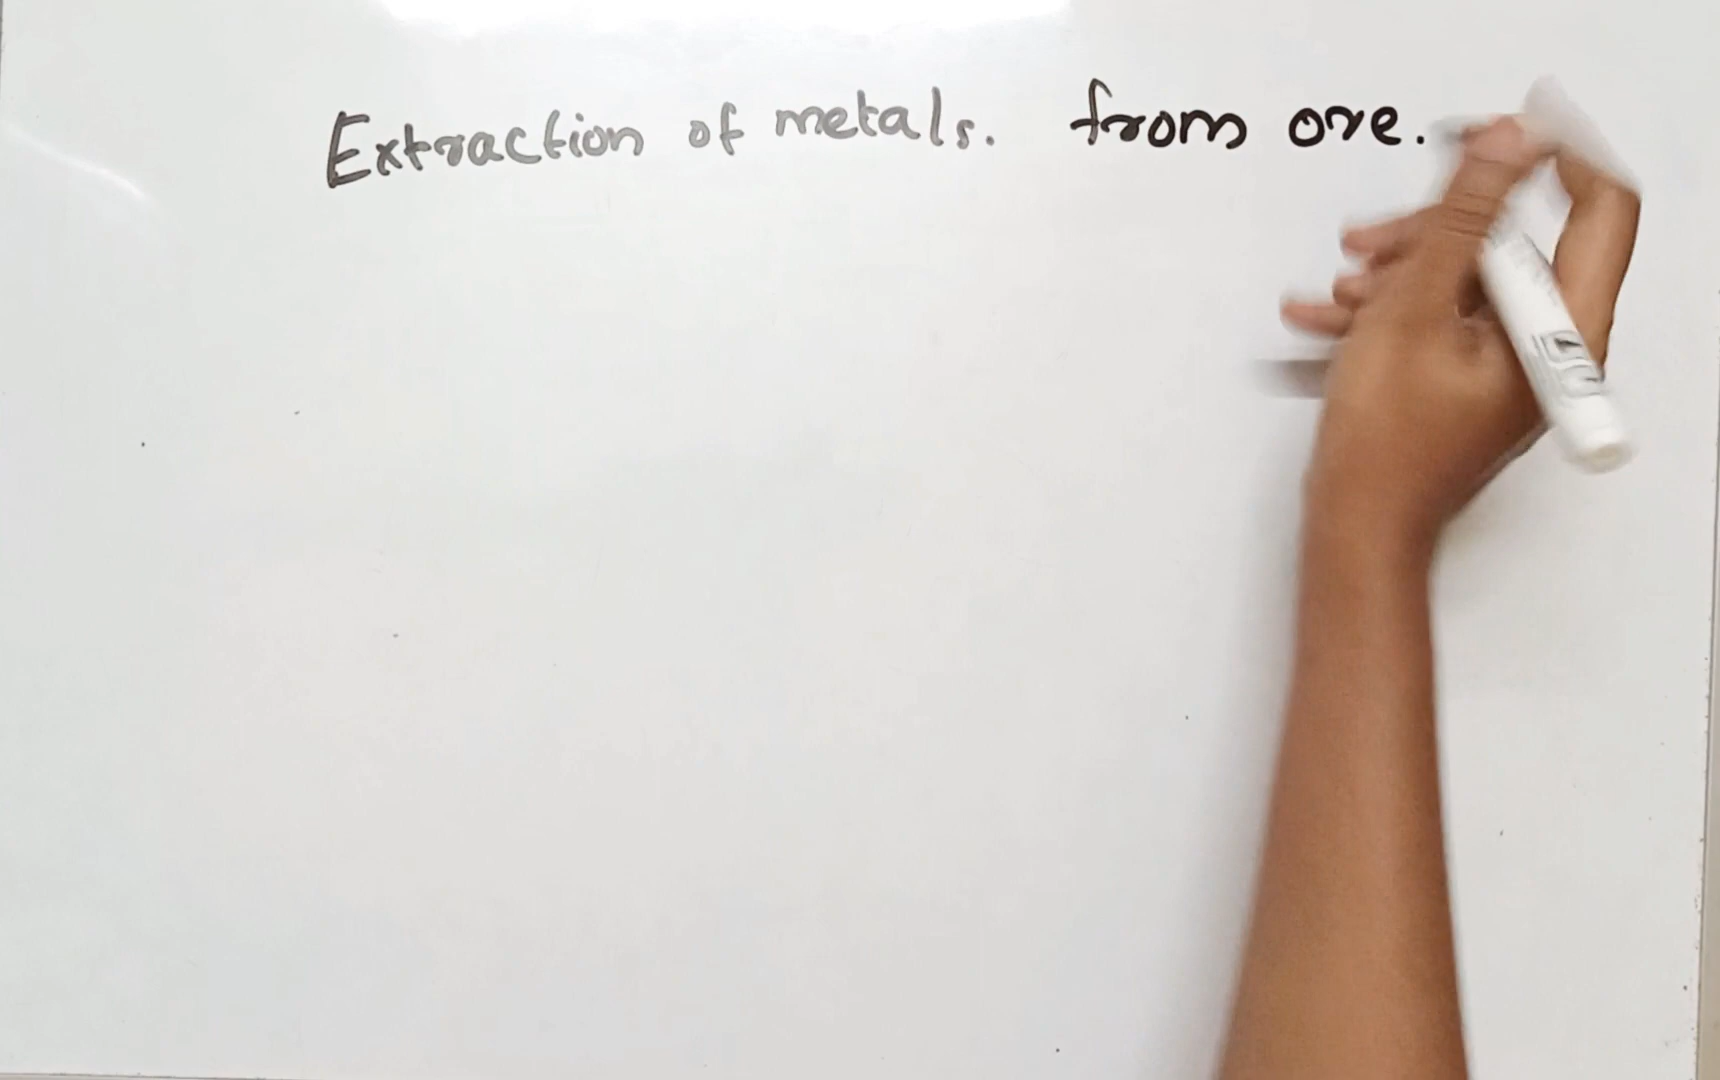 Extraction of metals. from ore.